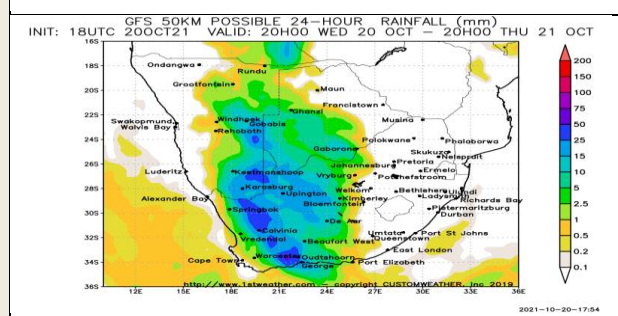 GFS 50KM POSSIBLE 24-HOUR RAINFALL (mm)
INIT: 18UTC 20OCT21 VALID: 20H00 WED 20 OCT - 20H00 THU 21 OCT
16S
Ondangwa
Rundu
18S
Grootfontein
Maun
20S
Francistown
Ghanzi
22S
Windhoek
Gobabis
Musina
Swakopmund
Walvis Bay
Rehoboth
24S
Polokwane
Phalaborwa
Gaborone
Skukuza
Nelspruit
Johannesburg
Pretoria
26S
Luderitz
Keetmanshoop
Vryburg
Potchefstroom
Ermelo
Karasburg
Upington
Welkom
Bethlehem
Ulundi
28S
Alexander Bay
Kimberley
Ladysmith
Richards Bay
Springbok
Bloemfontein
Pietermaritzburg
30S
De Aar
Durban
Calvinia
Umtata
Port St Johns
32S
Vredendal
Beaufort West
Queenstown
East London
Cape Town
Worcester
Oudtshoorn
34S
George
Port Elizabeth
http://www.1stweather.com - copyright CUSTOMWEATHER, Inc 2019
36S
12E 15E 18E 21E 24E 27E 30E 33E 36E
200
150
100
75
50
25
15
10
5
2.5
1
0.5
0.2
0.1
2021-10-20-17:54